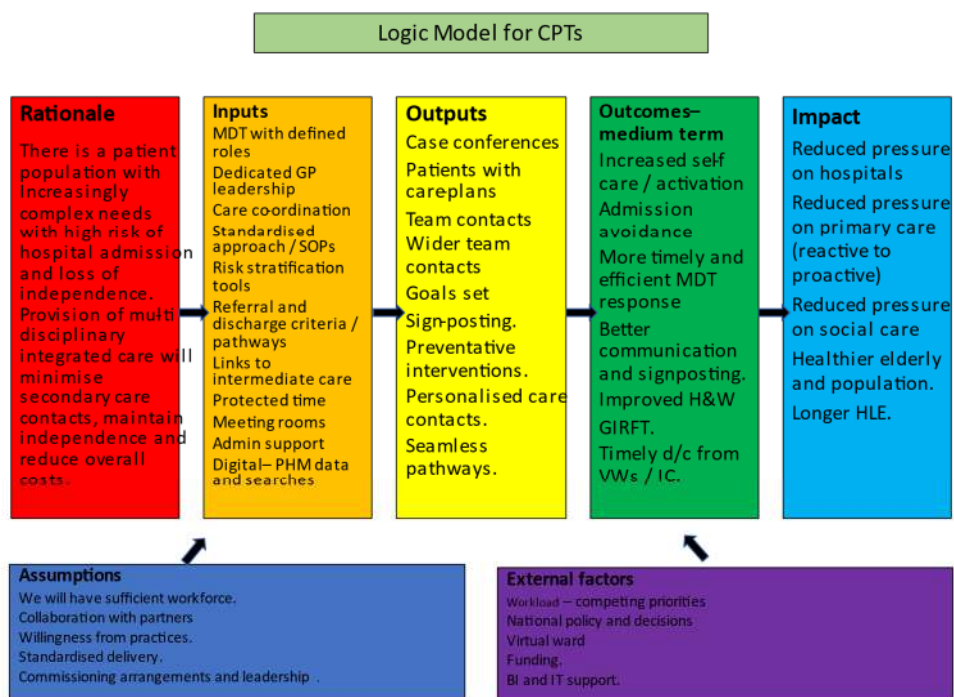 Logic Model for CPTs
Rationale
There is a patient
population with
Increasingly
complex needs
with high risk of
hospital admission
and loss of
independence.
Provision of multi
disciplinary
integrated care will
minimise
secondary care
contacts, maintain
independence and
reduce overall
costs.
Inputs
MDT with defined
roles
Dedicated GP
leadership
Care co-ordination
Standardised
approach / SOPs
Risk stratification
tools
Referral and
discharge criteria /
pathways
Links to
intermediate care
Protected time
Meeting rooms
Admin support
Digital– PHM data
and searches
Outputs
Case conferences
Patients with
care-plans
Team contacts
Wider team
contacts
Goals set
Sign-posting.
Preventative
interventions.
Personalised care
contacts.
Seamless
pathways.
Outcomes–
medium term
Increased self
care / activation
Admission
avoidance
More timely and
efficient MDT
response
Better
communication
and signposting.
Improved H&W
GIRFT.
Timely d/c from
VWs / IC.
Impact
Reduced pressure
on hospitals
Reduced pressure
on primary care
(reactive to
proactive)
Reduced pressure
on social care
Healthier elderly
and population.
Longer HLE.
Assumptions
We will have sufficient workforce.
Collaboration with partners
Willingness from practices.
Standardised delivery.
Commissioning arrangements and leadership .
External factors
Workload – competing priorities
National policy and decisions
Virtual ward
Funding.
BI and IT support.